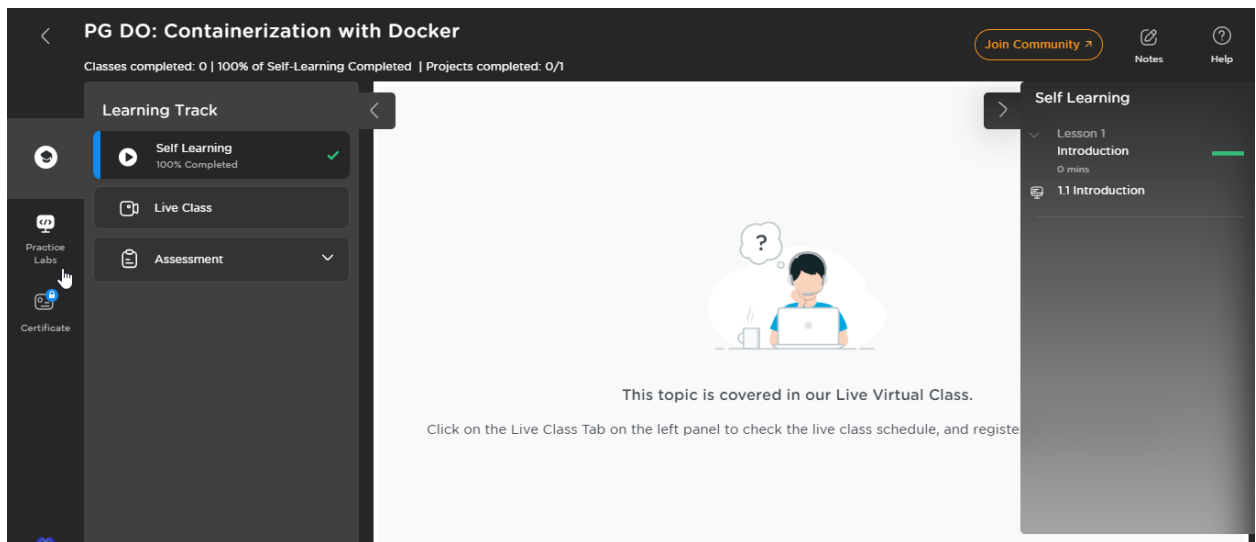 PG DO: Containerization with Docker
Classes completed: 0 | 100% of Self-Learning Completed | Projects completed: 0/1
Join Community
Notes
Help
Learning Track
Self Learning
100% Completed
Live Class
Assessment
Practice
Labs
Certificate
?
This topic is covered in our Live Virtual Class.
Click on the Live Class Tab on the left panel to check the live class schedule, and registe
Self Learning
Lesson 1
Introduction
0 mins
1.1 Introduction